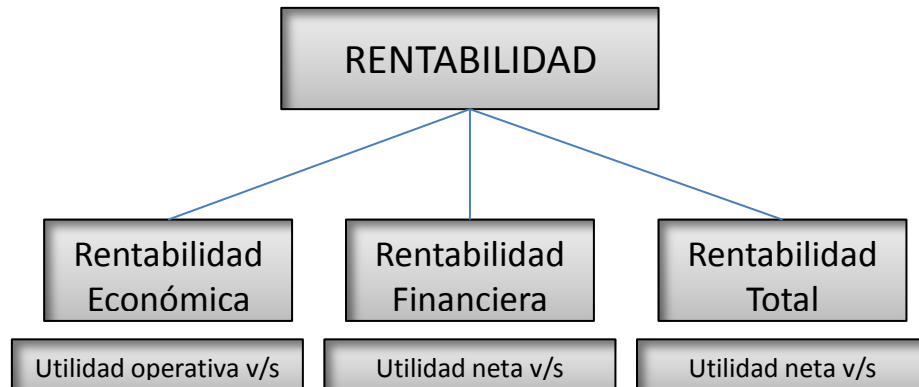 RENTABILIDAD
Rentabilidad
Económica
Rentabilidad
Financiera
Rentabilidad
Total
Utilidad operativa v/s
Utilidad neta v/s
Utilidad neta v/s